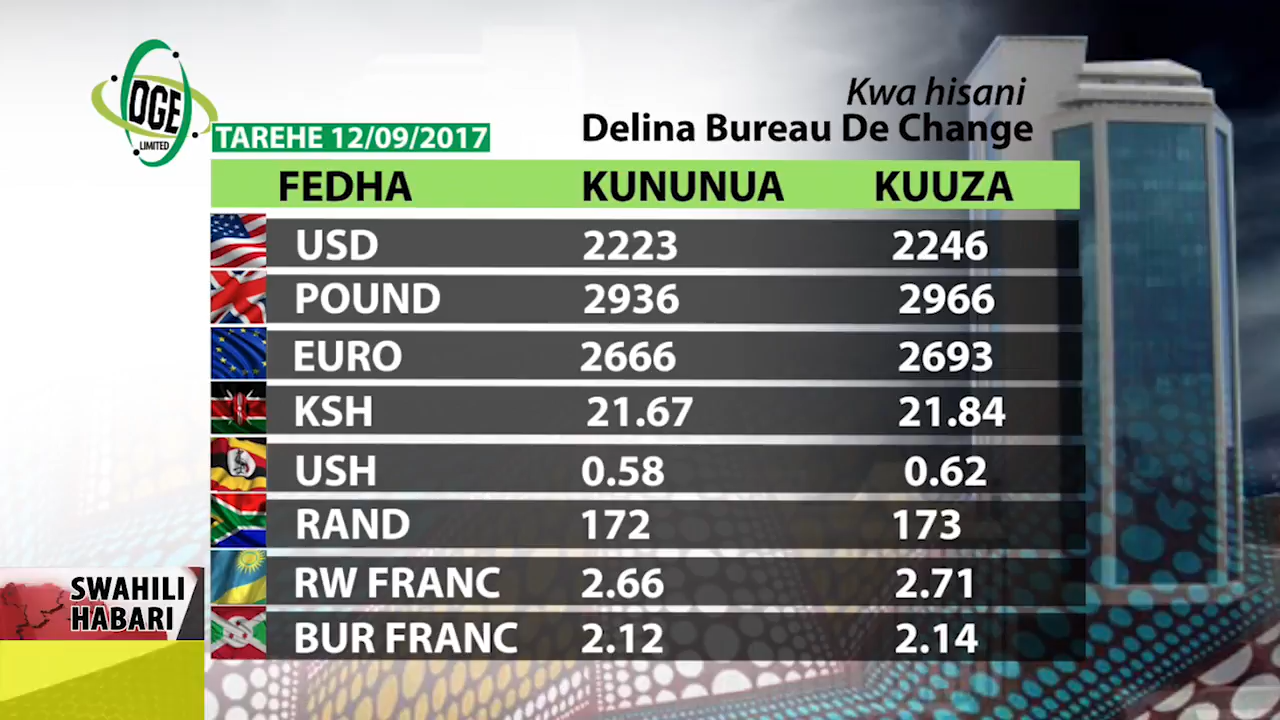 DGE
LIMITED
TAREHE 12/09/2017
Kwa hisani
Delina Bureau De Change
FEDHA KUNUNUA KUUZA
USD 2223 2246
POUND 2936 2966
EURO 2666 2693
KSH 21.67 21.84
USH 0.58 0.62
RAND 172 173
RW FRANC 2.66 2.71
BUR FRANC 2.12 2.14
SWAHILI
HABARI